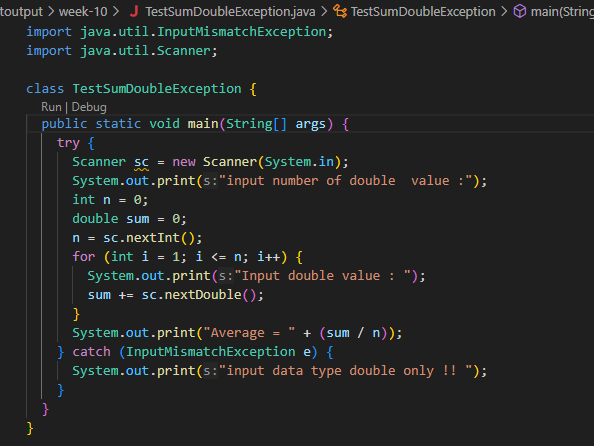 toutput > week-10 > J TestSumDoubleException.java > TestSumDoubleException > main(String
import java.util.InputMismatchException;
import java.util.Scanner;
class TestSumDoubleException {
Run | Debug
public static void main(String[] args) {
try {
Scanner sc = new Scanner(System.in);
System.out.print(s:"input number of double  value :");
int n = 0;
double sum = 0;
n = sc.nextInt();
for (int i = 1; i <= n; i++) {
System.out.print(s:"Input double value : ");
sum += sc.nextDouble();
}
System.out.print("Average = " + (sum / n));
} catch (InputMismatchException e) {
System.out.print(s:"input data type double only !! ");
}
}
}